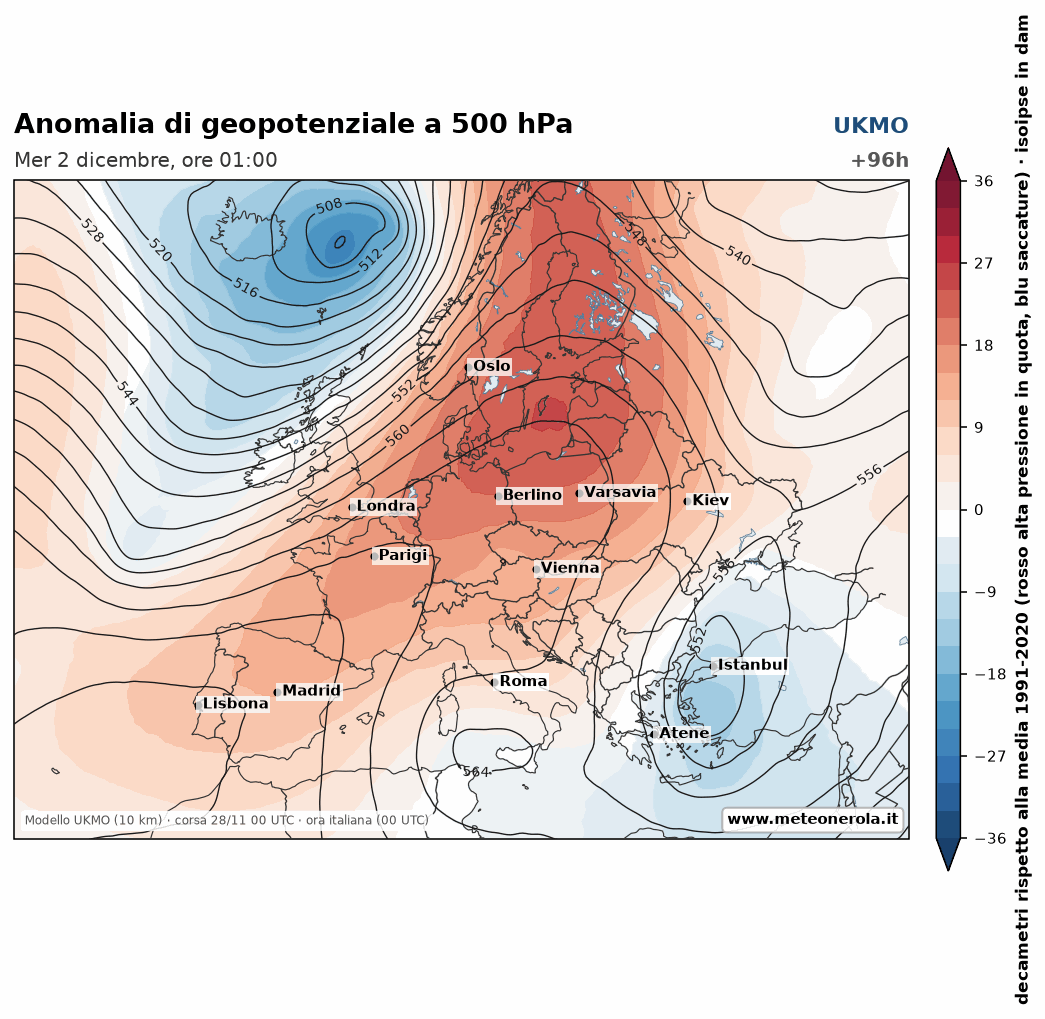 Anomalia di geopotenziale a 500 hPa
UKMO
Mer 2 dicembre, ore 01:00
+96h
508
528
520
512
516
548
540
544
552
560
556
556
552
564
Oslo
Londra
Berlino
Varsavia
Kiev
Parigi
Vienna
Istanbul
Roma
Madrid
Lisbona
Atene
Modello UKMO (10 km) · corsa 28/11 00 UTC · ora italiana (00 UTC)
www.meteonerola.it
36
27
18
9
0
−9
−18
−27
−36
decametri rispetto alla media 1991-2020 (rosso alta pressione in quota, blu saccature) · isoipse in dam